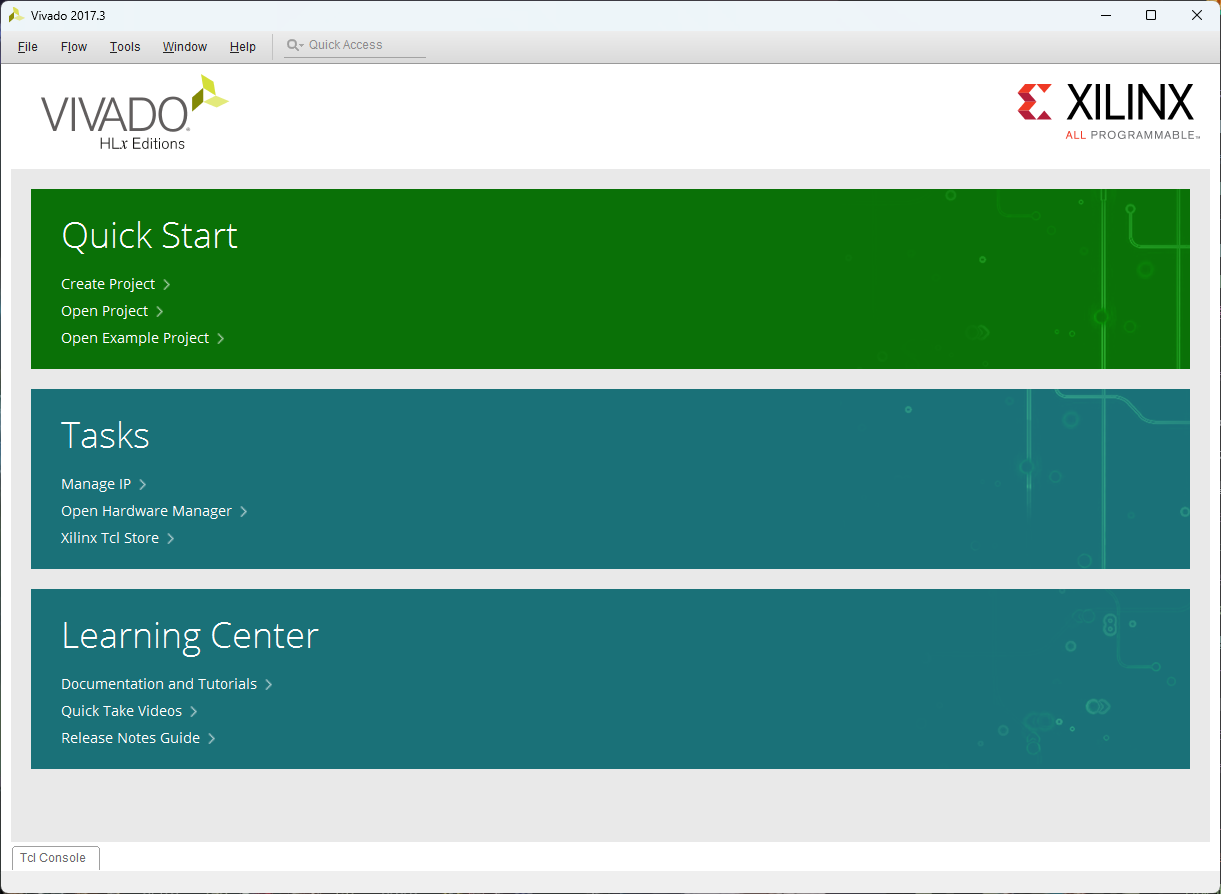 Vivado 2017.3
File Flow Tools Window Help Quick Access
VIVADO.
HLx Editions
XILINX
ALL PROGRAMMABLE™
Quick Start
Create Project
Open Project
Open Example Project
Tasks
Manage IP
Open Hardware Manager
Xilinx Tcl Store
Learning Center
Documentation and Tutorials
Quick Take Videos
Release Notes Guide
Tcl Console